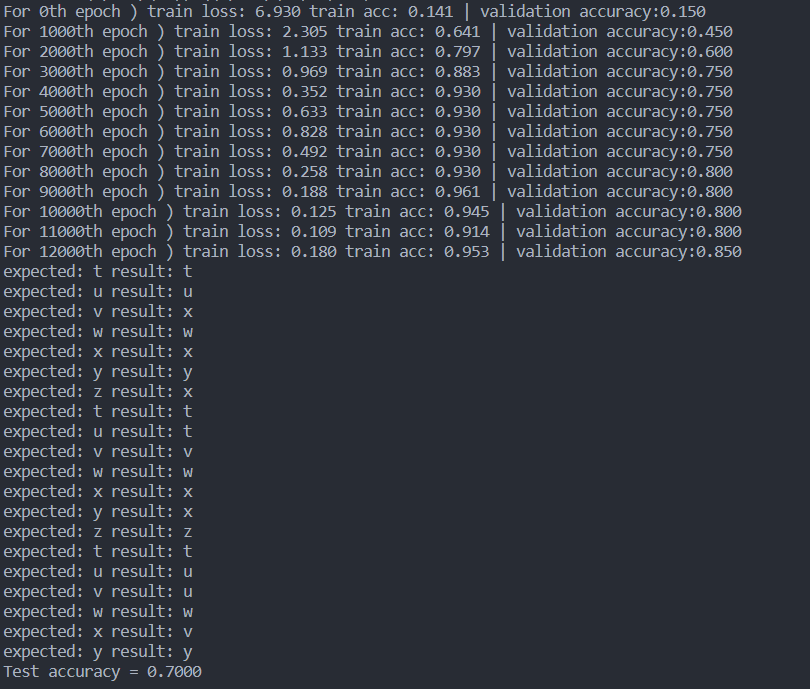 For 0th epoch ) train loss: 6.930 train acc: 0.141 | validation accuracy:0.150
For 1000th epoch ) train loss: 2.305 train acc: 0.641 | validation accuracy:0.450
For 2000th epoch ) train loss: 1.133 train acc: 0.797 | validation accuracy:0.600
For 3000th epoch ) train loss: 0.969 train acc: 0.883 | validation accuracy:0.750
For 4000th epoch ) train loss: 0.352 train acc: 0.930 | validation accuracy:0.750
For 5000th epoch ) train loss: 0.633 train acc: 0.930 | validation accuracy:0.750
For 6000th epoch ) train loss: 0.828 train acc: 0.930 | validation accuracy:0.750
For 7000th epoch ) train loss: 0.492 train acc: 0.930 | validation accuracy:0.750
For 8000th epoch ) train loss: 0.258 train acc: 0.930 | validation accuracy:0.800
For 9000th epoch ) train loss: 0.188 train acc: 0.961 | validation accuracy:0.800
For 10000th epoch ) train loss: 0.125 train acc: 0.945 | validation accuracy:0.800
For 11000th epoch ) train loss: 0.109 train acc: 0.914 | validation accuracy:0.800
For 12000th epoch ) train loss: 0.180 train acc: 0.953 | validation accuracy:0.850
expected: t result: t
expected: u result: u
expected: v result: x
expected: w result: w
expected: x result: x
expected: y result: y
expected: z result: x
expected: t result: t
expected: u result: t
expected: v result: v
expected: w result: w
expected: x result: x
expected: y result: x
expected: z result: z
expected: t result: t
expected: u result: u
expected: v result: u
expected: w result: w
expected: x result: v
expected: y result: y
Test accuracy = 0.7000